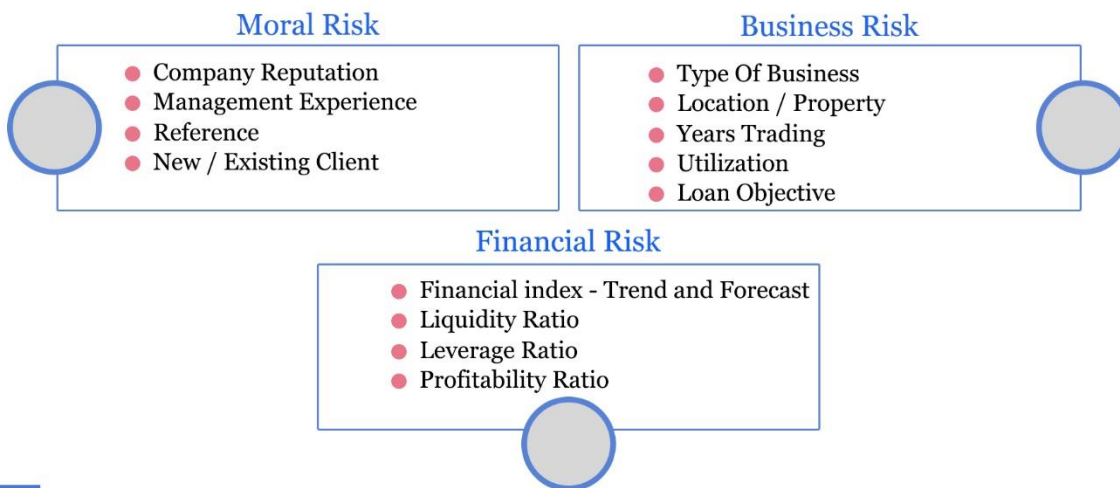 Moral Risk
Company Reputation
Management Experience
Reference
New / Existing Client
Business Risk
Type Of Business
Location / Property
Years Trading
Utilization
Loan Objective
Financial Risk
Financial index - Trend and Forecast
Liquidity Ratio
Leverage Ratio
Profitability Ratio